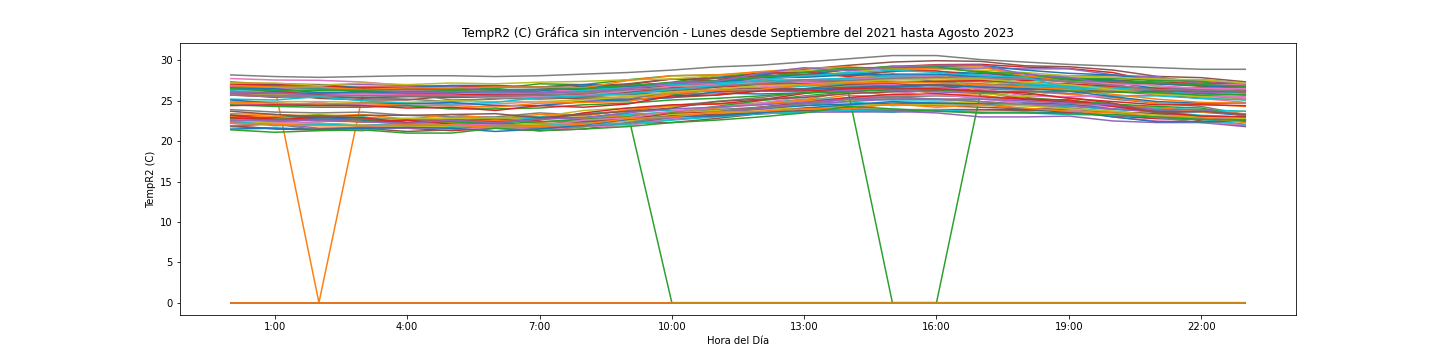 TempR2 (C) Gráfica sin intervención - Lunes desde Septiembre del 2021 hasta Agosto 2023
30
25
20
15
10
5
0
TempR2 (C)
1:00 4:00 7:00 10:00 13:00 16:00 19:00 22:00
Hora del Día